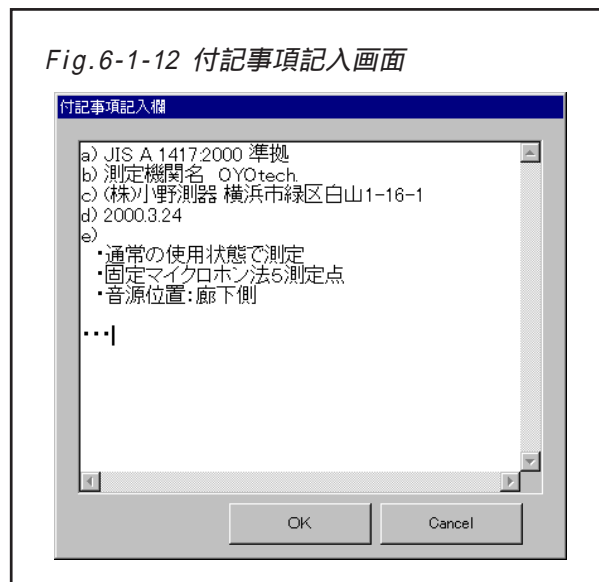 Fig.6-1-12 付記事項記入画面
付記事項記入欄
a) JIS A 1417:2000 準拠
b) 測定機関名 OYOtech.
c) (株)小野測器 横浜市緑区白山1-16-1
d) 2000.3.24
e)
・通常の使用状態で測定
・固定マイクロホン法5測定点
・音源位置:廊下側
・・・
OK
Cancel